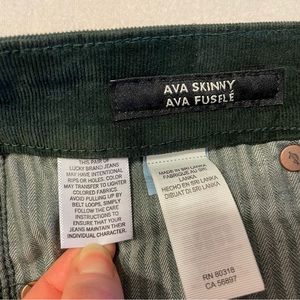 AVA SKINNY
AVA FUSELÉ
THIS PAIR OF
LUCKY BRAND JEANS
MAY HAVE INTENTIONAL
RIPS OR HOLES. COLOR
MAY TRANSFER TO LIGHTER
COLORED FABRICS.
AVOID PULLING UP BY
BELT LOOPS, SIMPLY
FOLLOW THE CARE
INSTRUCTIONS TO
ENSURE THAT YOUR
JEANS MAINTAIN THEIR
INDIVIDUAL CHARACTER.
MADE IN SRI LANKA
FABRIQUE AU SRI
LANKA
HECHO EN SRI LANKA
DIBUAT DI SRI LANKA
RN 80318
CA 56897